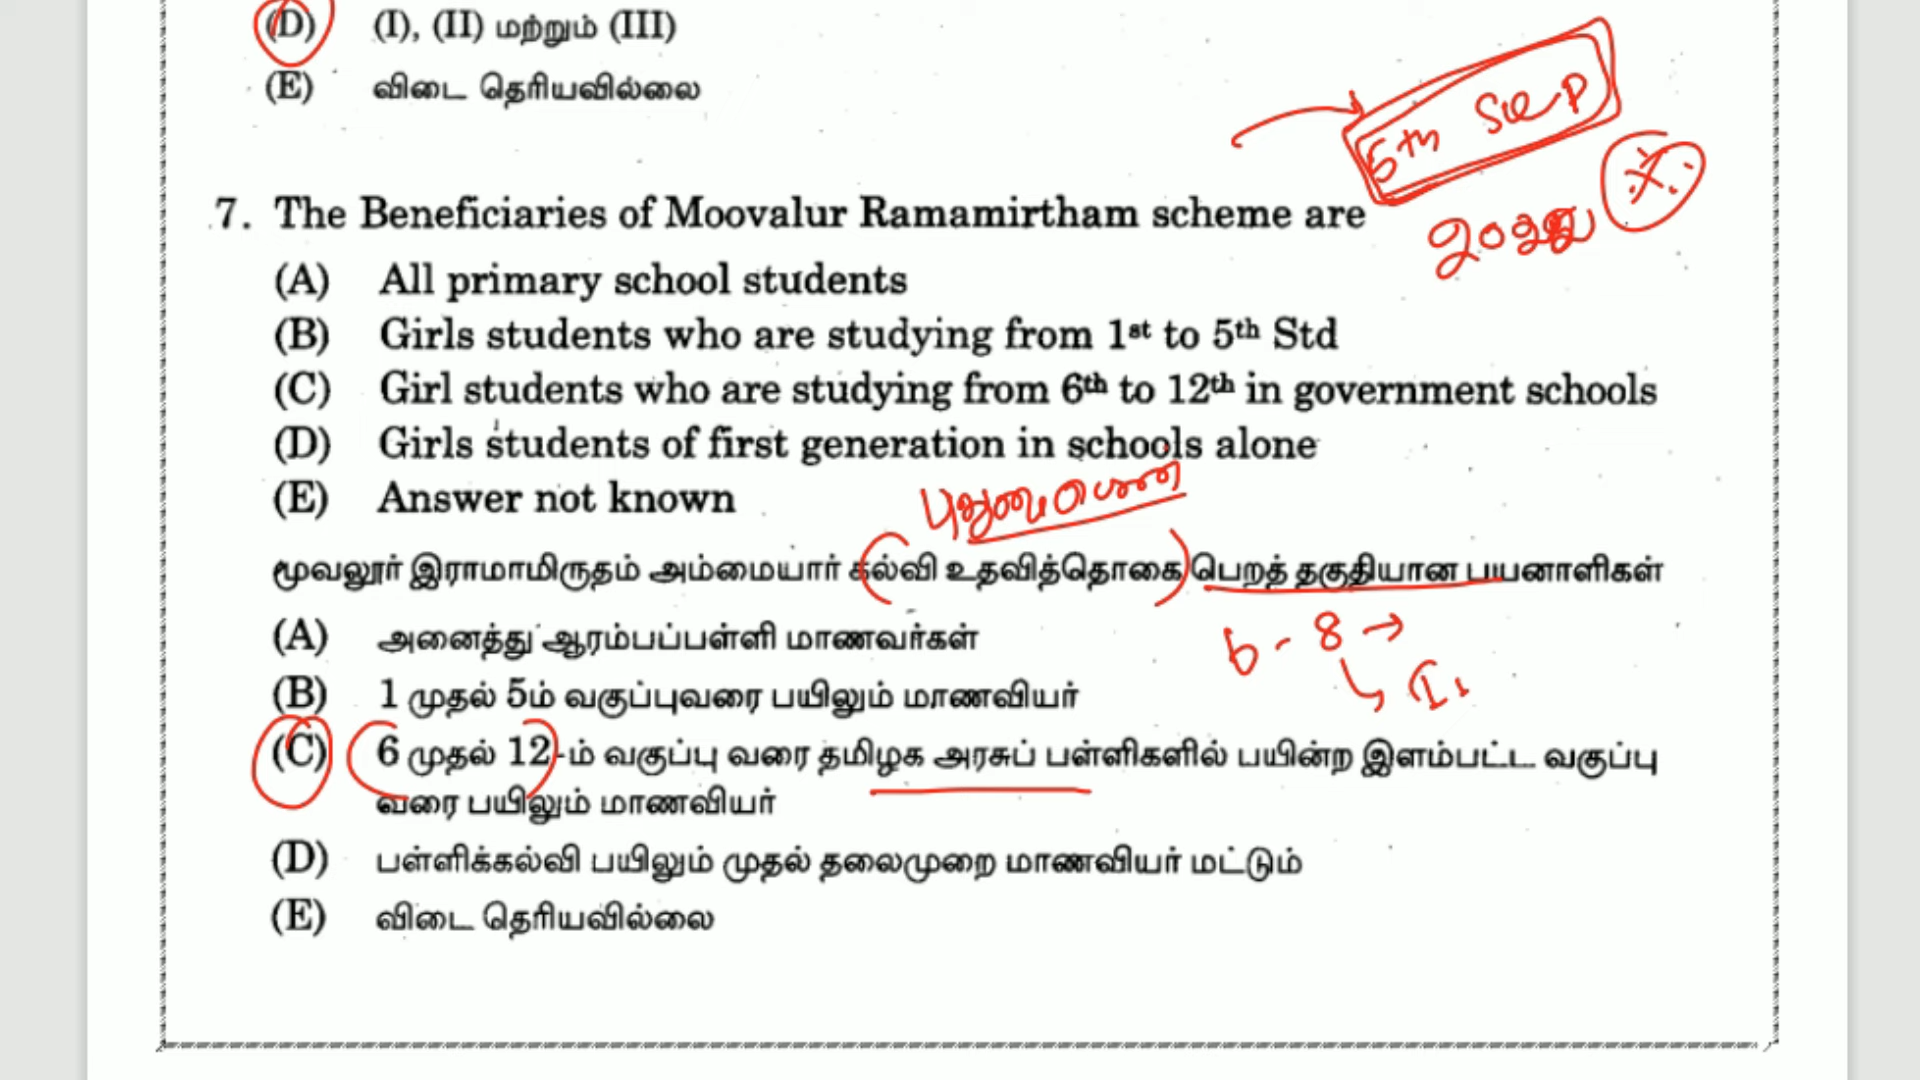 (D) (I), (II) மற்றும் (III)
(E) விடை தெரியவில்லை
5th Sep
7. The Beneficiaries of Moovalur Ramamirtham scheme are
(A) All primary school students
(B) Girls students who are studying from 1st to 5th Std
(C) Girl students who are studying from 6th to 12th in government schools
(D) Girls students of first generation in schools alone
(E) Answer not known
மூவலூர் இராமாமிருதம் அம்மையார் கல்வி உதவித்தொகை பெறத் தகுதியான பயனாளிகள்
(A) அனைத்து ஆரம்பப்பள்ளி மாணவர்கள்
6 - 8 →
(B) 1 முதல் 5ம் வகுப்புவரை பயிலும் மாணவியர்
(C) 6 முதல் 12-ம் வகுப்பு வரை தமிழக அரசுப் பள்ளிகளில் பயின்ற இளம்பட்ட வகுப்பு
வரை பயிலும் மாணவியர்
(D) பள்ளிக்கல்வி பயிலும் முதல் தலைமுறை மாணவியர் மட்டும்
(E) விடை தெரியவில்லை